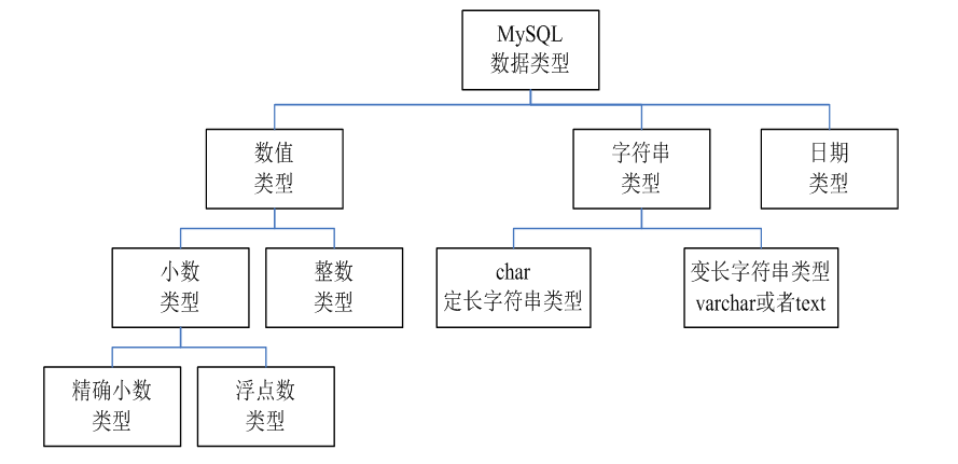 MySQL
数据类型
数值
类型
字符串
类型
日期
类型
小数
类型
整数
类型
char
定长字符串类型
变长字符串类型
varchar或者text
精确小数
类型
浮点数
类型